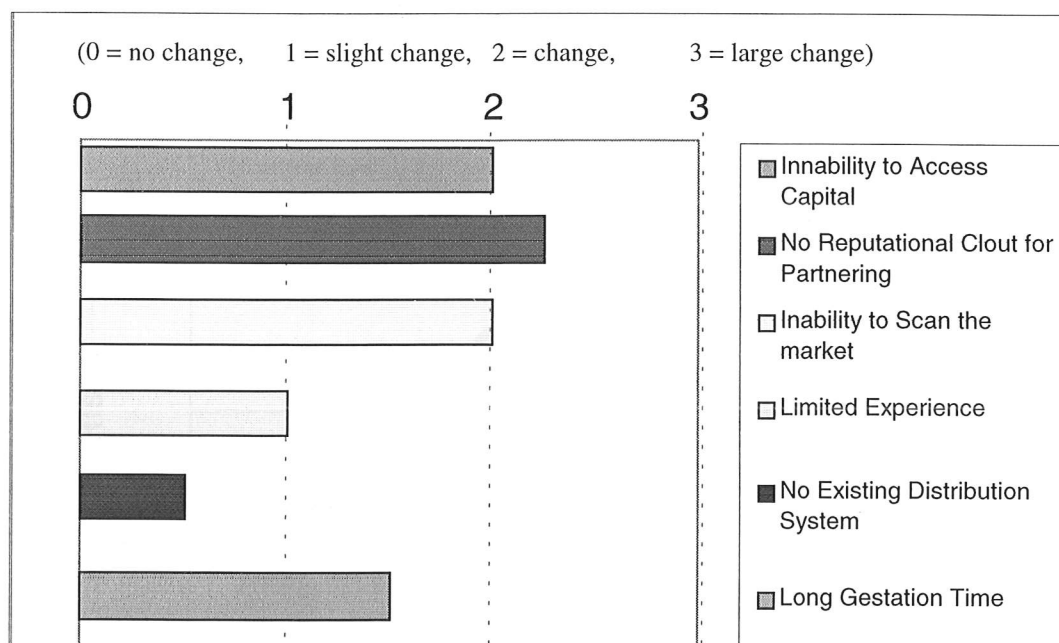 (0 = no change, 1 = slight change, 2 = change, 3 = large change)
0 1 2 3
Innability to Access
Capital
No Reputational Clout for
Partnering
Inability to Scan the
market
Limited Experience
No Existing Distribution
System
Long Gestation Time